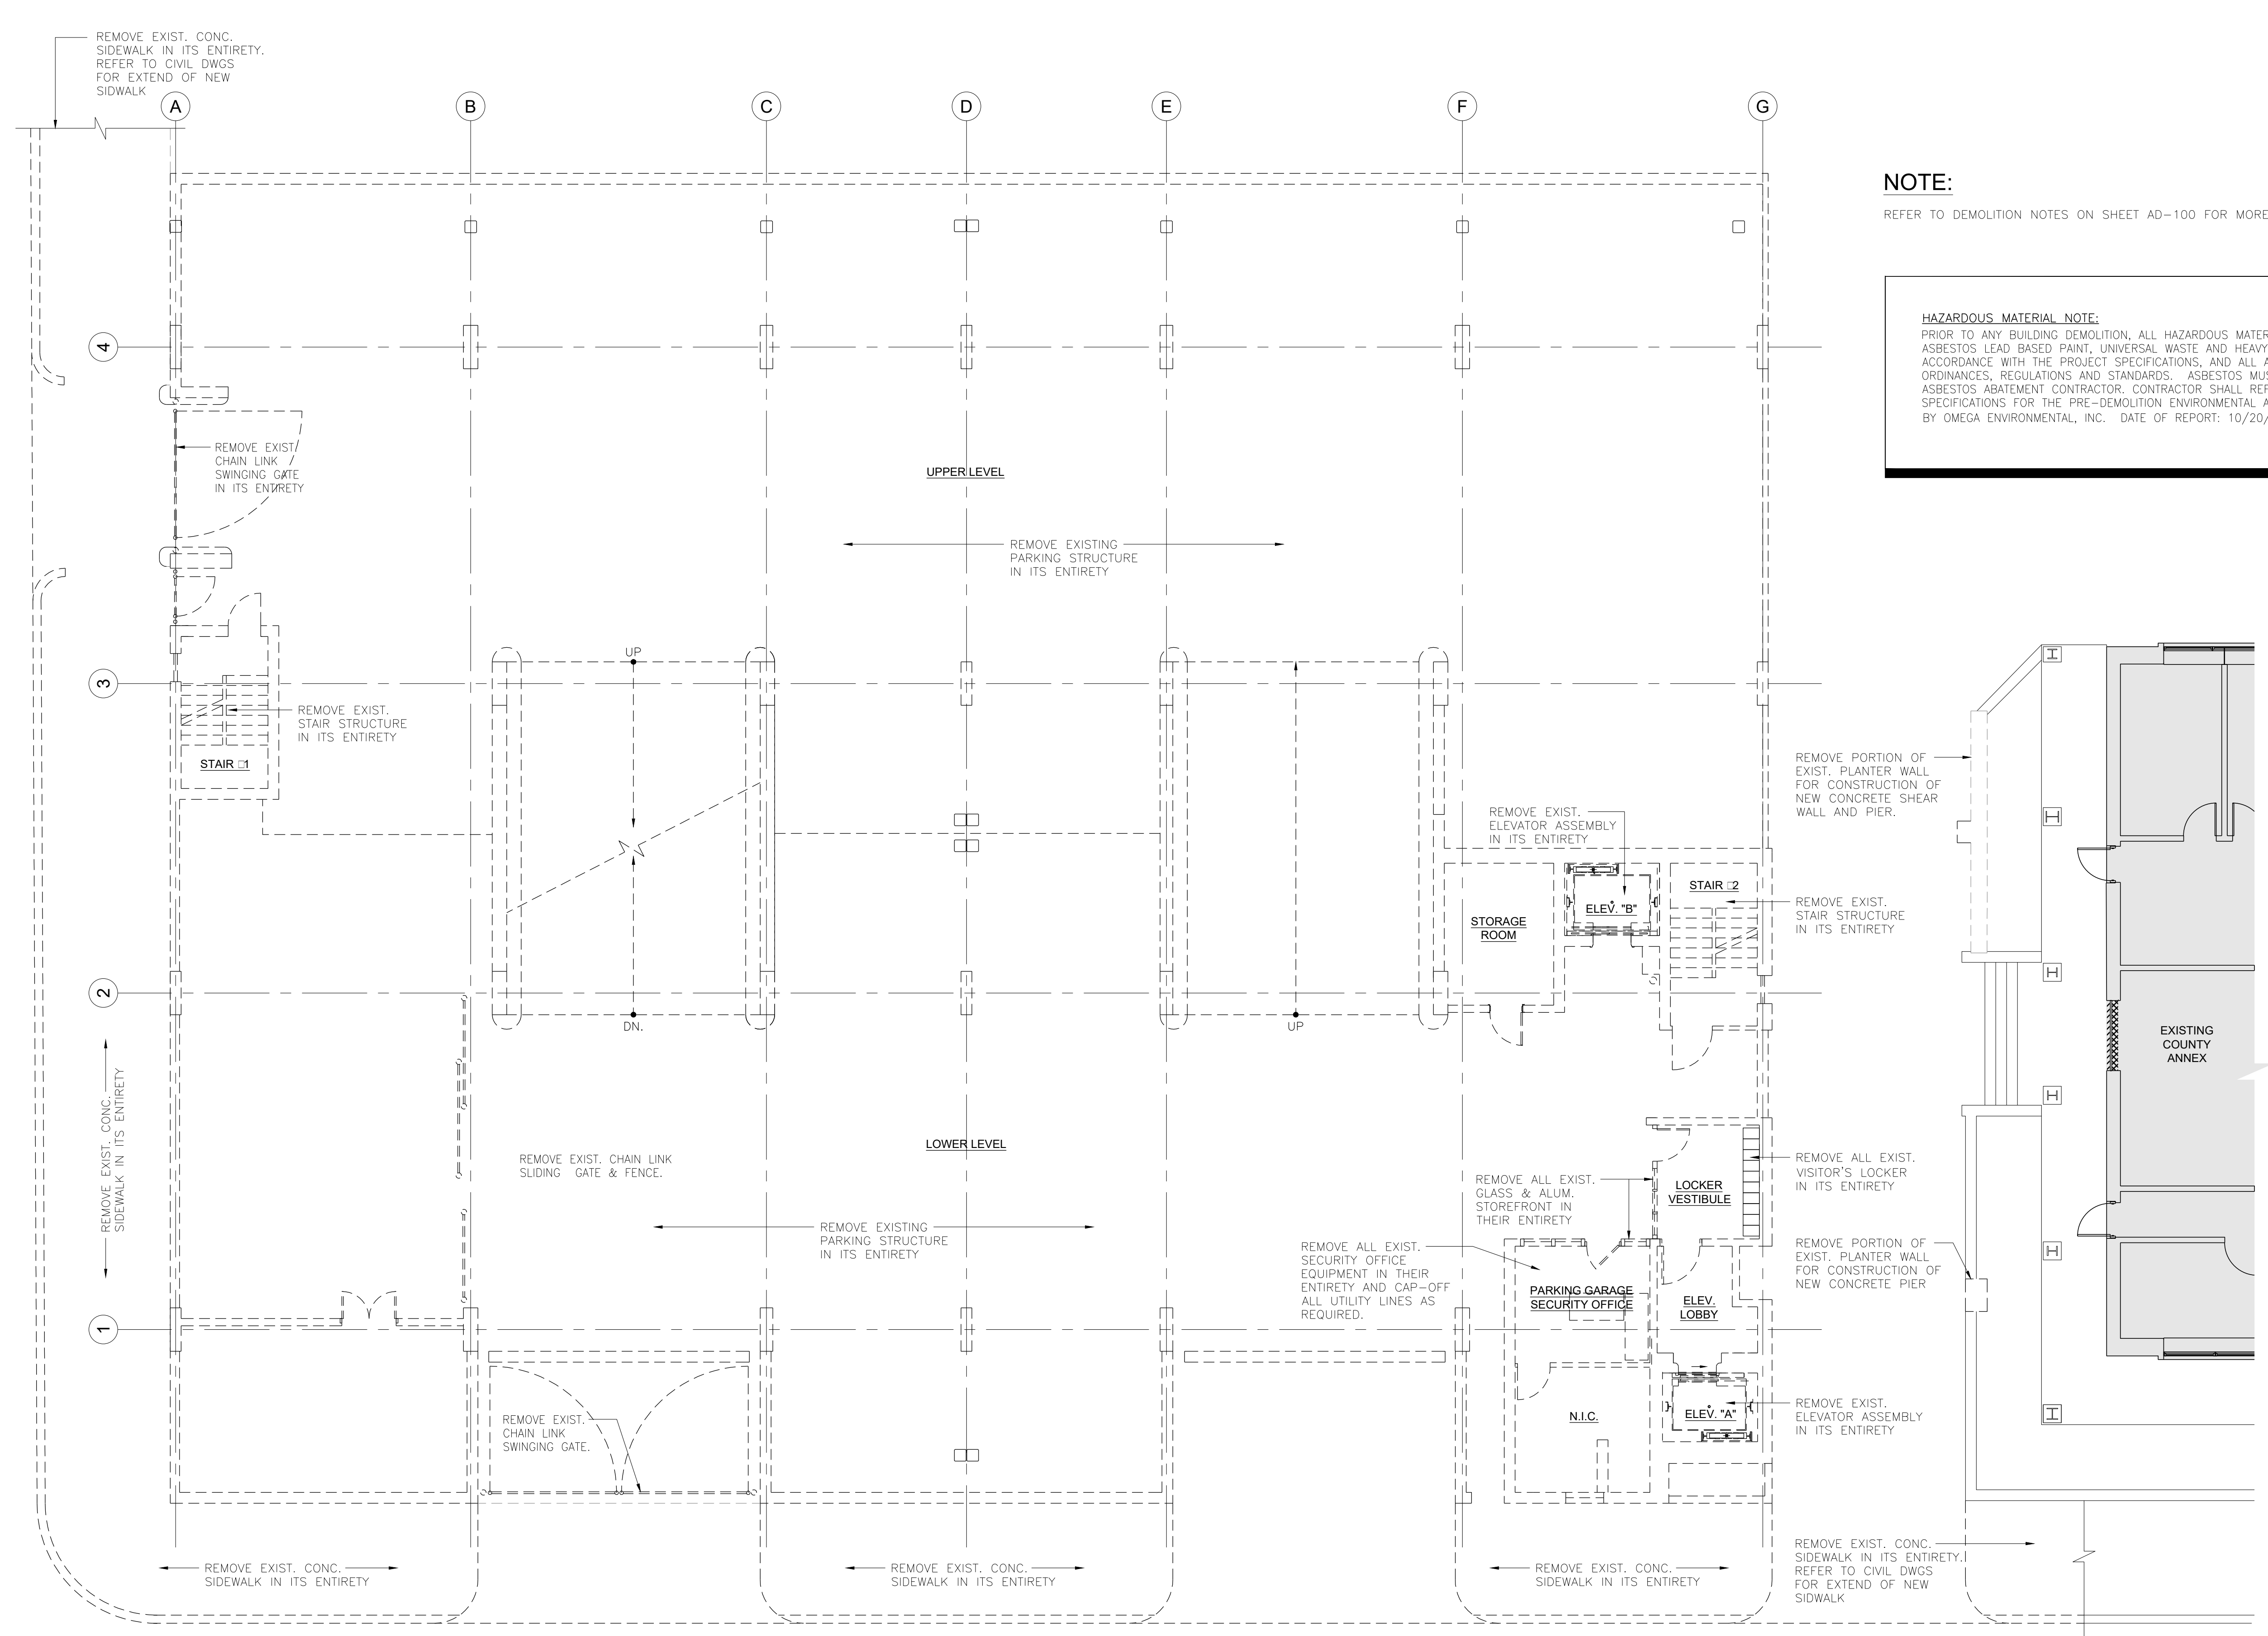 REMOVE EXIST. CONC.
SIDEWALK IN ITS ENTIRETY.
REFER TO CIVIL DWGS
FOR EXTEND OF NEW
SIDWALK
A
B
C
D
E
F
G
NOTE:
REFER TO DEMOLITION NOTES ON SHEET AD-100 FOR MORE
HAZARDOUS MATERIAL NOTE:
PRIOR TO ANY BUILDING DEMOLITION, ALL HAZARDOUS MATER
ASBESTOS LEAD BASED PAINT, UNIVERSAL WASTE AND HEAVY
ACCORDANCE WITH THE PROJECT SPECIFICATIONS, AND ALL A
ORDINANCES, REGULATIONS AND STANDARDS. ASBESTOS MUS
ASBESTOS ABATEMENT CONTRACTOR. CONTRACTOR SHALL REF
SPECIFICATIONS FOR THE PRE-DEMOLITION ENVIRONMENTAL A
BY OMEGA ENVIRONMENTAL, INC. DATE OF REPORT: 10/20/
4
REMOVE EXIST.
CHAIN LINK
SWINGING GATE
IN ITS ENTIRETY
UPPER LEVEL
REMOVE EXISTING
PARKING STRUCTURE
IN ITS ENTIRETY
UP
3
REMOVE EXIST.
STAIR STRUCTURE
IN ITS ENTIRETY
STAIR □1
REMOVE PORTION OF
EXIST. PLANTER WALL
FOR CONSTRUCTION OF
NEW CONCRETE SHEAR
WALL AND PIER.
REMOVE EXIST.
ELEVATOR ASSEMBLY
IN ITS ENTIRETY
STORAGE
ROOM
ELEV. "B"
STAIR □2
REMOVE EXIST.
STAIR STRUCTURE
IN ITS ENTIRETY
2
DN.
UP
EXISTING
COUNTY
ANNEX
REMOVE EXIST. CONC.
SIDEWALK IN ITS ENTIRETY
REMOVE EXIST. CHAIN LINK
SLIDING GATE & FENCE.
LOWER LEVEL
REMOVE EXISTING
PARKING STRUCTURE
IN ITS ENTIRETY
REMOVE ALL EXIST.
GLASS & ALUM.
STOREFRONT IN
THEIR ENTIRETY
LOCKER
VESTIBULE
REMOVE ALL EXIST.
VISITOR'S LOCKER
IN ITS ENTIRETY
REMOVE ALL EXIST.
SECURITY OFFICE
EQUIPMENT IN THEIR
ENTIRETY AND CAP-OFF
ALL UTILITY LINES AS
REQUIRED.
PARKING GARAGE
SECURITY OFFICE
ELEV.
LOBBY
REMOVE PORTION OF
EXIST. PLANTER WALL
FOR CONSTRUCTION OF
NEW CONCRETE PIER
1
REMOVE EXIST.
CHAIN LINK
SWINGING GATE.
N.I.C.
ELEV. "A"
REMOVE EXIST.
ELEVATOR ASSEMBLY
IN ITS ENTIRETY
REMOVE EXIST. CONC.
SIDEWALK IN ITS ENTIRETY
REMOVE EXIST. CONC.
SIDEWALK IN ITS ENTIRETY
REMOVE EXIST. CONC.
SIDEWALK IN ITS ENTIRETY
REMOVE EXIST. CONC.
SIDEWALK IN ITS ENTIRETY.
REFER TO CIVIL DWGS
FOR EXTEND OF NEW
SIDWALK